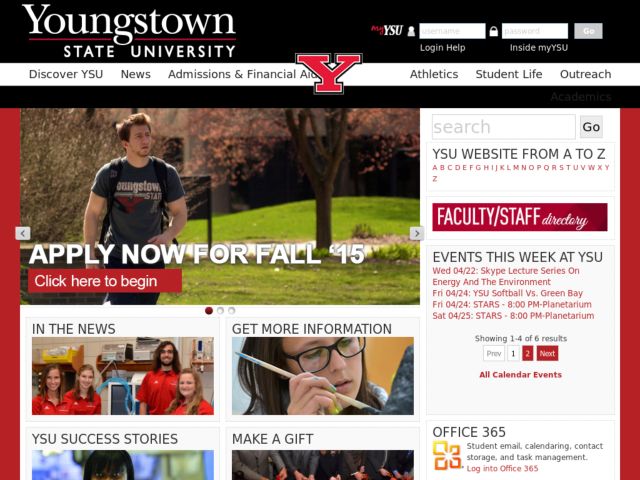 Youngstown
STATE UNIVERSITY
my YSU
username
password
Go
Login Help
Inside myYSU
Discover YSU
News
Admissions & Financial Aid
Y
Athletics
Student Life
Outreach
Academics
Youngstown
STATE
APPLY NOW FOR FALL '15
Click here to begin
search
Go
YSU WEBSITE FROM A TO Z
A B C D E F G H I J K L M N O P Q R S T U V W X Y
Z
FACULTY/STAFF directory
EVENTS THIS WEEK AT YSU
Wed 04/22: Skype Lecture Series On
Energy And The Environment
Fri 04/24: YSU Softball Vs. Green Bay
Fri 04/24: STARS - 8:00 PM-Planetarium
Sat 04/25: STARS - 8:00 PM-Planetarium
Showing 1-4 of 6 results
Prev 1 2 Next
All Calendar Events
IN THE NEWS
GET MORE INFORMATION
YSU SUCCESS STORIES
MAKE A GIFT
OFFICE 365
Student email, calendaring, contact
storage, and task management.
Log into Office 365